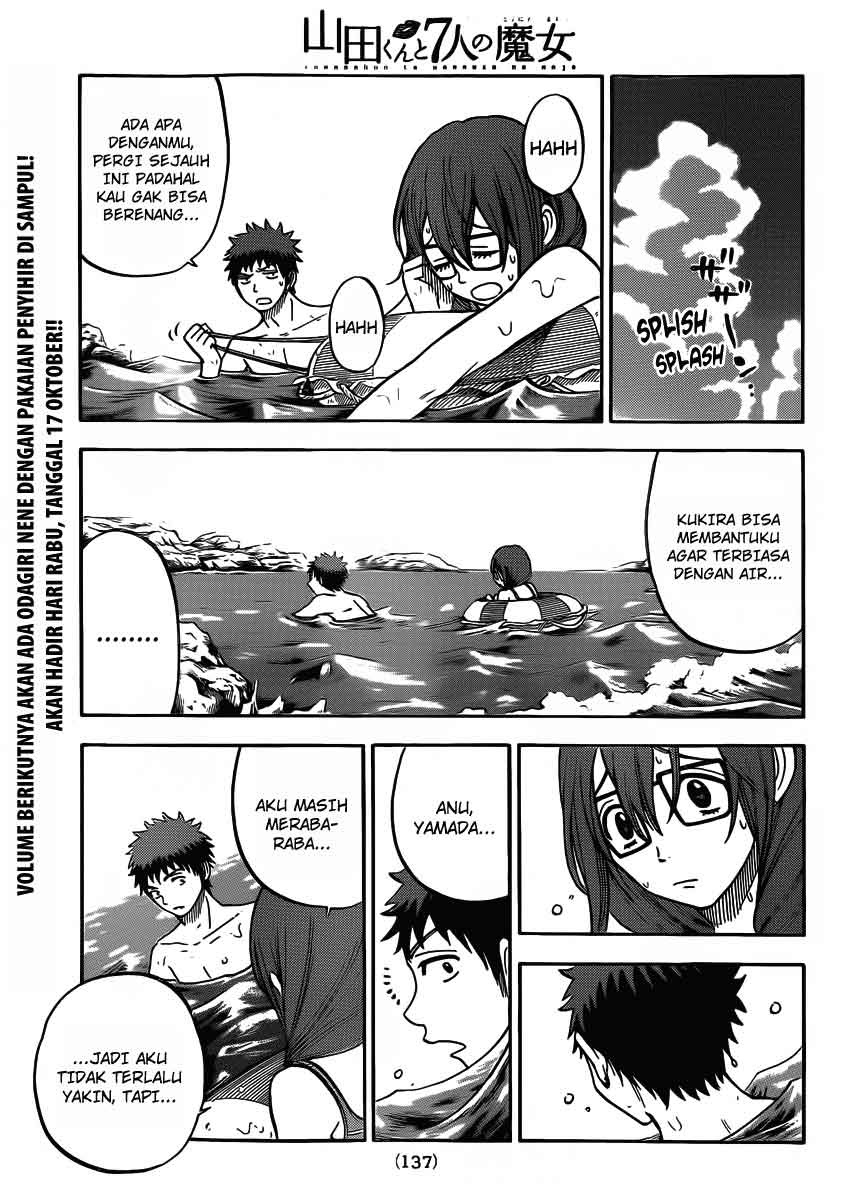 山田くんと7人の魔女
ザ
ザ
SPLISH
SPLASH
HAHH
ADA APA
DENGANMU,
PERGI SEJAUH
INI PADAHAL
KAU GAK BISA
BERENANG...
HAHH
KUKIRA BISA
MEMBANTUKU
AGAR TERBIASA
DENGAN AIR...
.........
ANU,
YAMADA...
AKU MASIH
MERABA-
RABA...
...JADI AKU
TIDAK TERLALU
YAKIN, TAPI...
VOLUME BERIKUTNYA AKAN ADA ODAGIRI NENE DENGAN PAKAIAN PENYIHIR DI SAMPUL!
AKAN HADIR HARI RABU, TANGGAL 17 OKTOBER!!
(137)